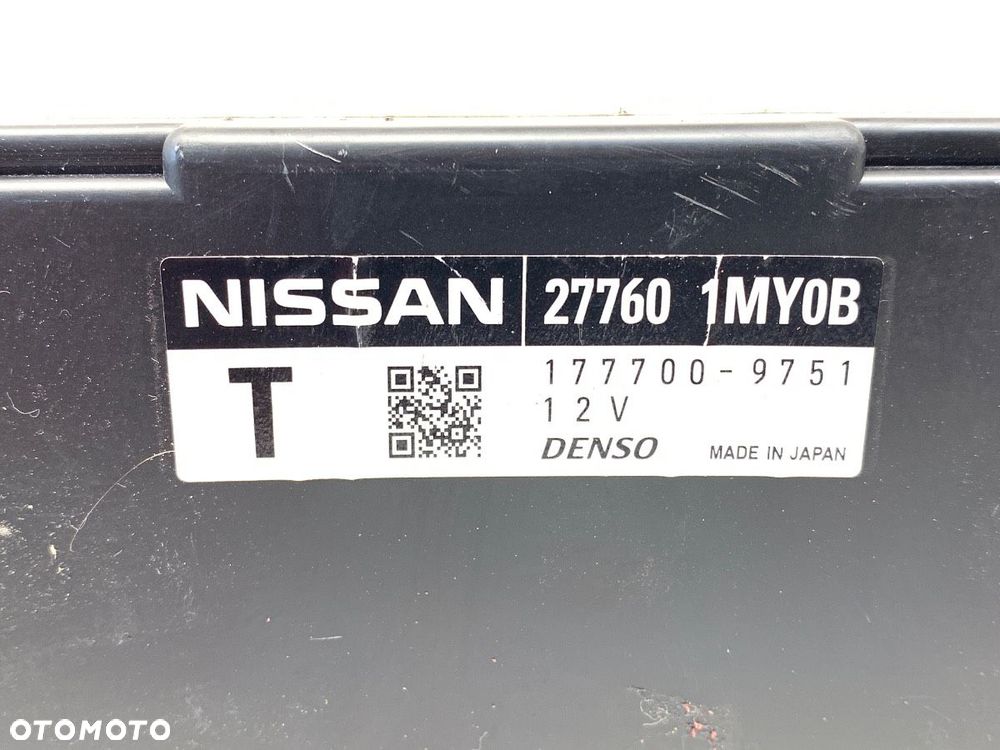 NISSAN 27760 1MY0B
T
177700-9751
12V
DENSO MADE IN JAPAN
OTOMOTO